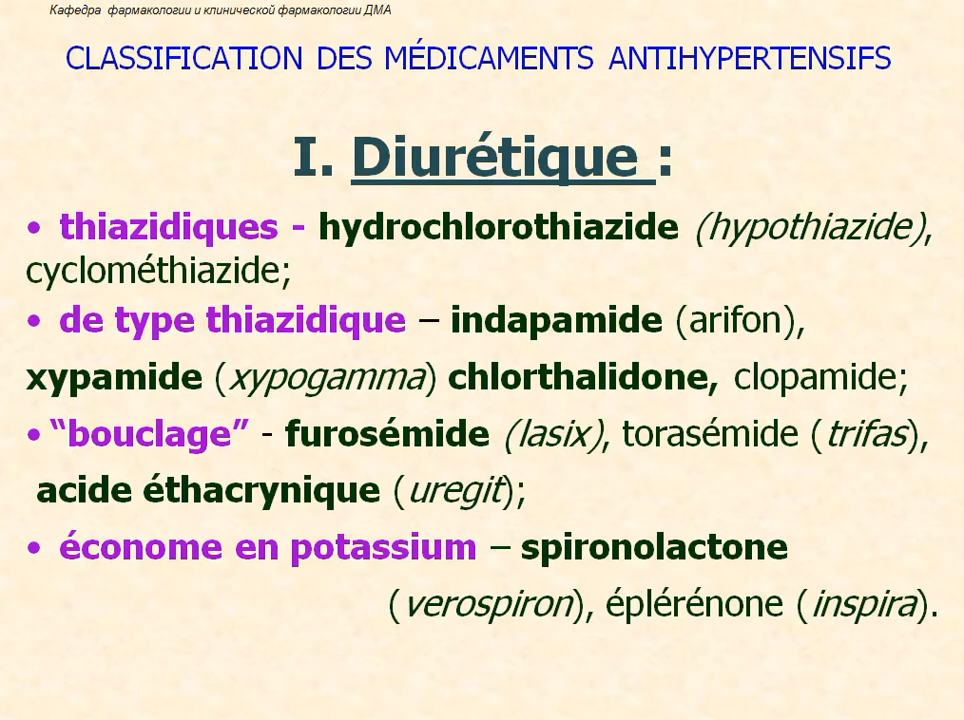 Кафедра фармакологии и клинической фармакологии ДМА
CLASSIFICATION DES MÉDICAMENTS ANTIHYPERTENSIFS
I. Diurétique :
• thiazidiques - hydrochlorothiazide (hypothiazide),
cyclométhiazide;
• de type thiazidique – indapamide (arifon),
xypamide (xypogamma) chlorthalidone, clopamide;
• “bouclage” - furosémide (lasix), torasémide (trifas),
acide éthacrynique (uregit);
• économe en potassium – spironolactone
(verospiron), éplérénone (inspira).